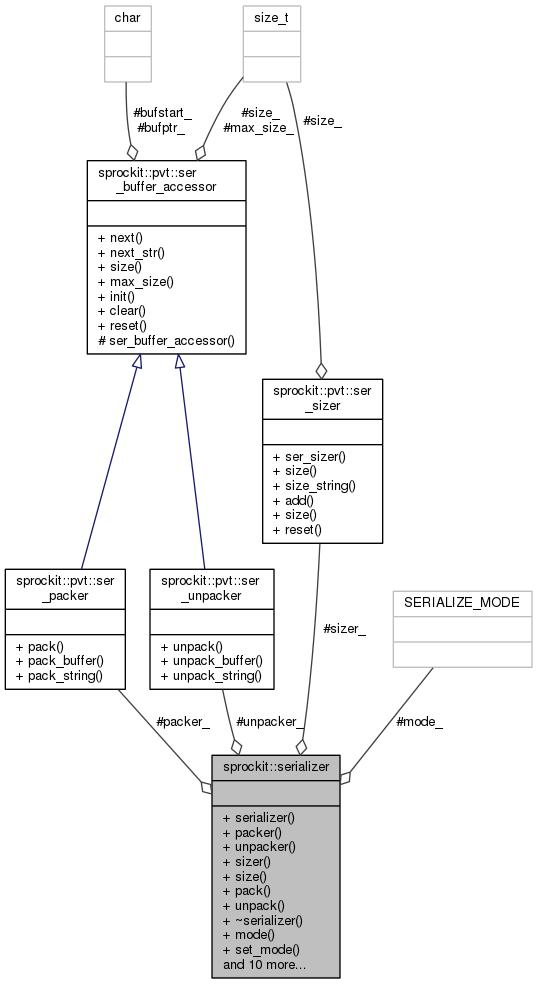 char
size_t
#bufstart_
#bufptr_
#size_
#max_size_
#size_
sprockit::pvt::ser
_buffer_accessor
+ next()
+ next_str()
+ size()
+ max_size()
+ init()
+ clear()
+ reset()
# ser_buffer_accessor()
sprockit::pvt::ser
_sizer
+ ser_sizer()
+ size()
+ size_string()
+ add()
+ size()
+ reset()
sprockit::pvt::ser
_packer
+ pack()
+ pack_buffer()
+ pack_string()
sprockit::pvt::ser
_unpacker
+ unpack()
+ unpack_buffer()
+ unpack_string()
SERIALIZE_MODE
#sizer_
#packer_
#unpacker_
#mode_
sprockit::serializer
+ serializer()
+ packer()
+ unpacker()
+ sizer()
+ size()
+ pack()
+ unpack()
+ ~serializer()
+ mode()
+ set_mode()
and 10 more...